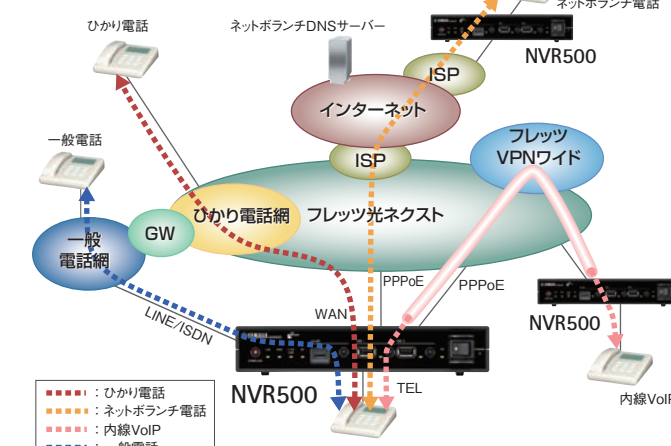 ネットボランチ電話
ひかり電話
ネットボランチDNSサーバー
NVR500
ISP
インターネット
一般電話
フレッツ
VPNワイド
ISP
ひかり電話網
フレッツ光ネクスト
GW
一般
電話網
PPPoE
PPPoE
WAN
LINE/ISDN
NVR500
NVR500
TEL
内線VoIP
：ひかり電話
：ネットボランチ電話
：内線VoIP
：一般電話